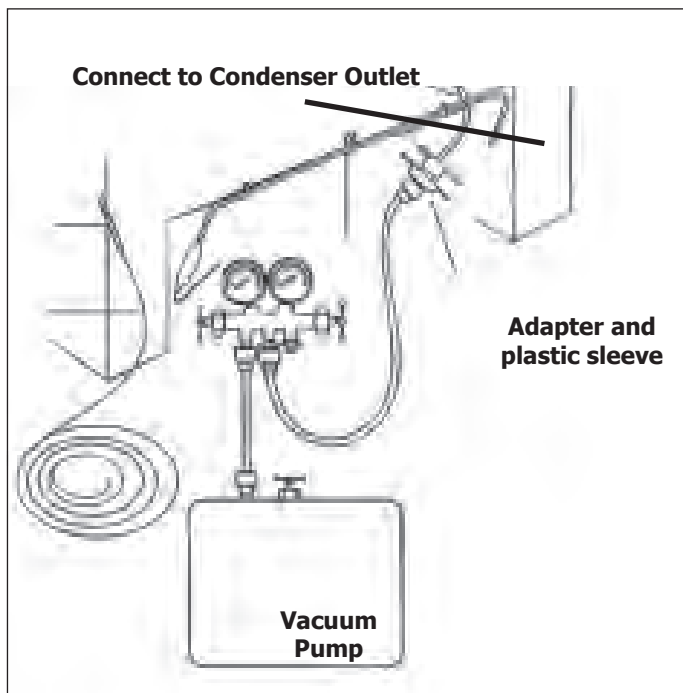 Connect to Condenser Outlet
Adapter and
plastic sleeve
Vacuum
Pump